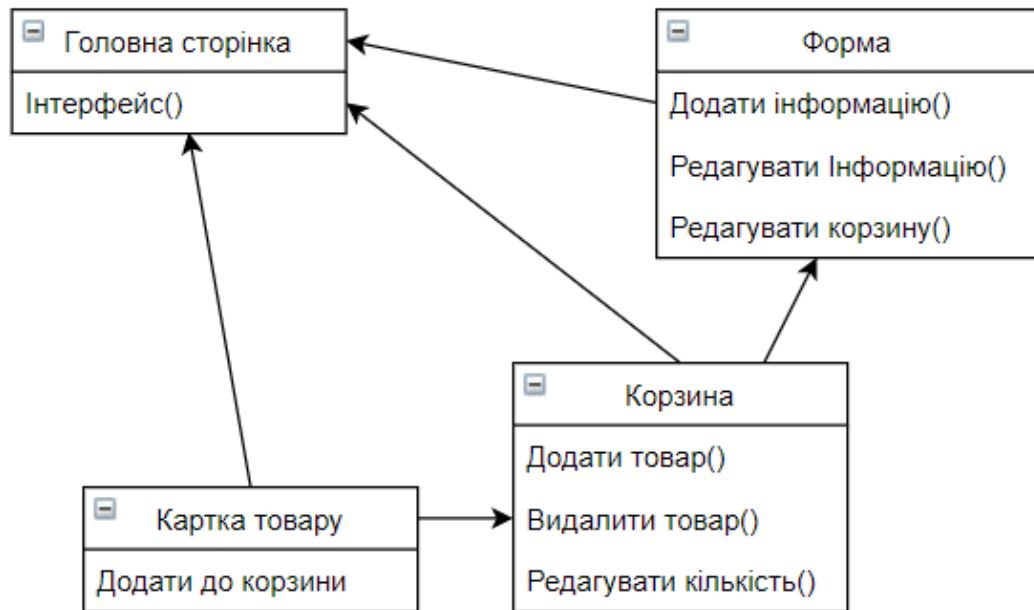 Головна сторінка
Інтерфейс()
Форма
Додати інформацію()
Редагувати Інформацію()
Редагувати корзину()
Корзина
Додати товар()
Видалити товар()
Редагувати кількість()
Картка товару
Додати до корзини